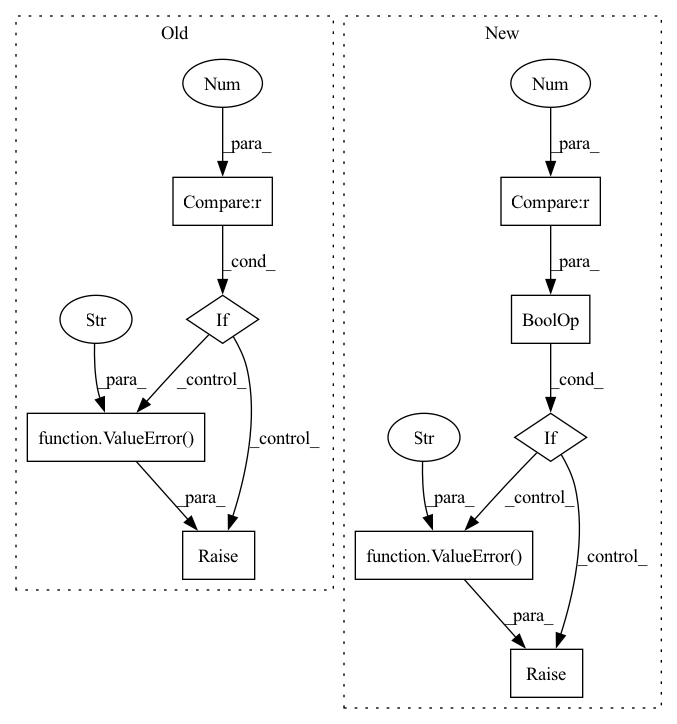 Old
Num
_para_
Compare:r
_cond_
Str
If
_para_
_control_
function.ValueError()
_control_
_para_
Raise
New
Num
_para_
Compare:r
_para_
BoolOp
_cond_
Str
If
_para_
_control_
function.ValueError()
_control_
_para_
Raise